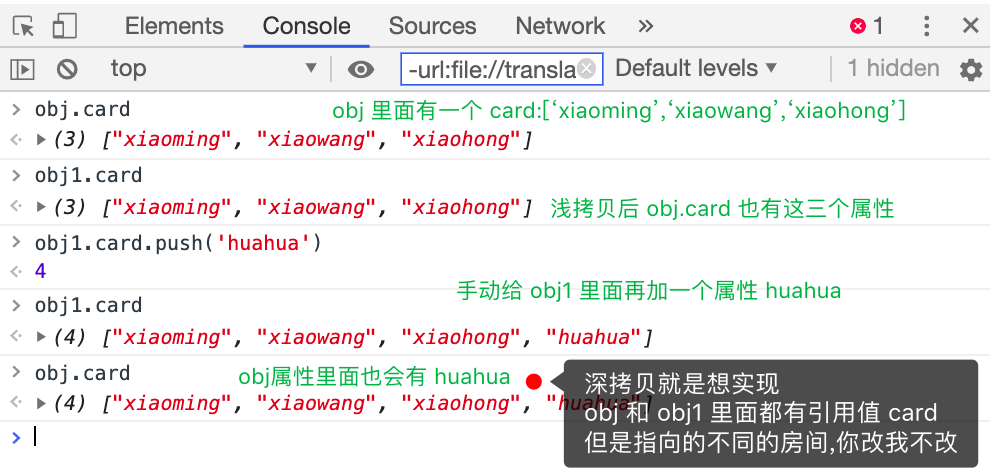 Elements Console Sources Network » 1
top -url:file://transla Default levels 1 hidden
obj.card obj 里面有一个 card:[‘xiaoming’,‘xiaowang’,‘xiaohong’]
(3) ["xiaoming", "xiaowang", "xiaohong"]
obj1.card
(3) ["xiaoming", "xiaowang", "xiaohong"] 浅拷贝后 obj.card 也有这三个属性
obj1.card.push('huahua')
4
手动给 obj1 里面再加一个属性 huahua
obj1.card
(4) ["xiaoming", "xiaowang", "xiaohong", "huahua"]
obj.card obj属性里面也会有 huahua
(4) ["xiaoming", "xiaowang", "xiaohong", "huahua"]
深拷贝就是想实现
obj 和 obj1 里面都有引用值 card
但是指向的不同的房间,你改我不改